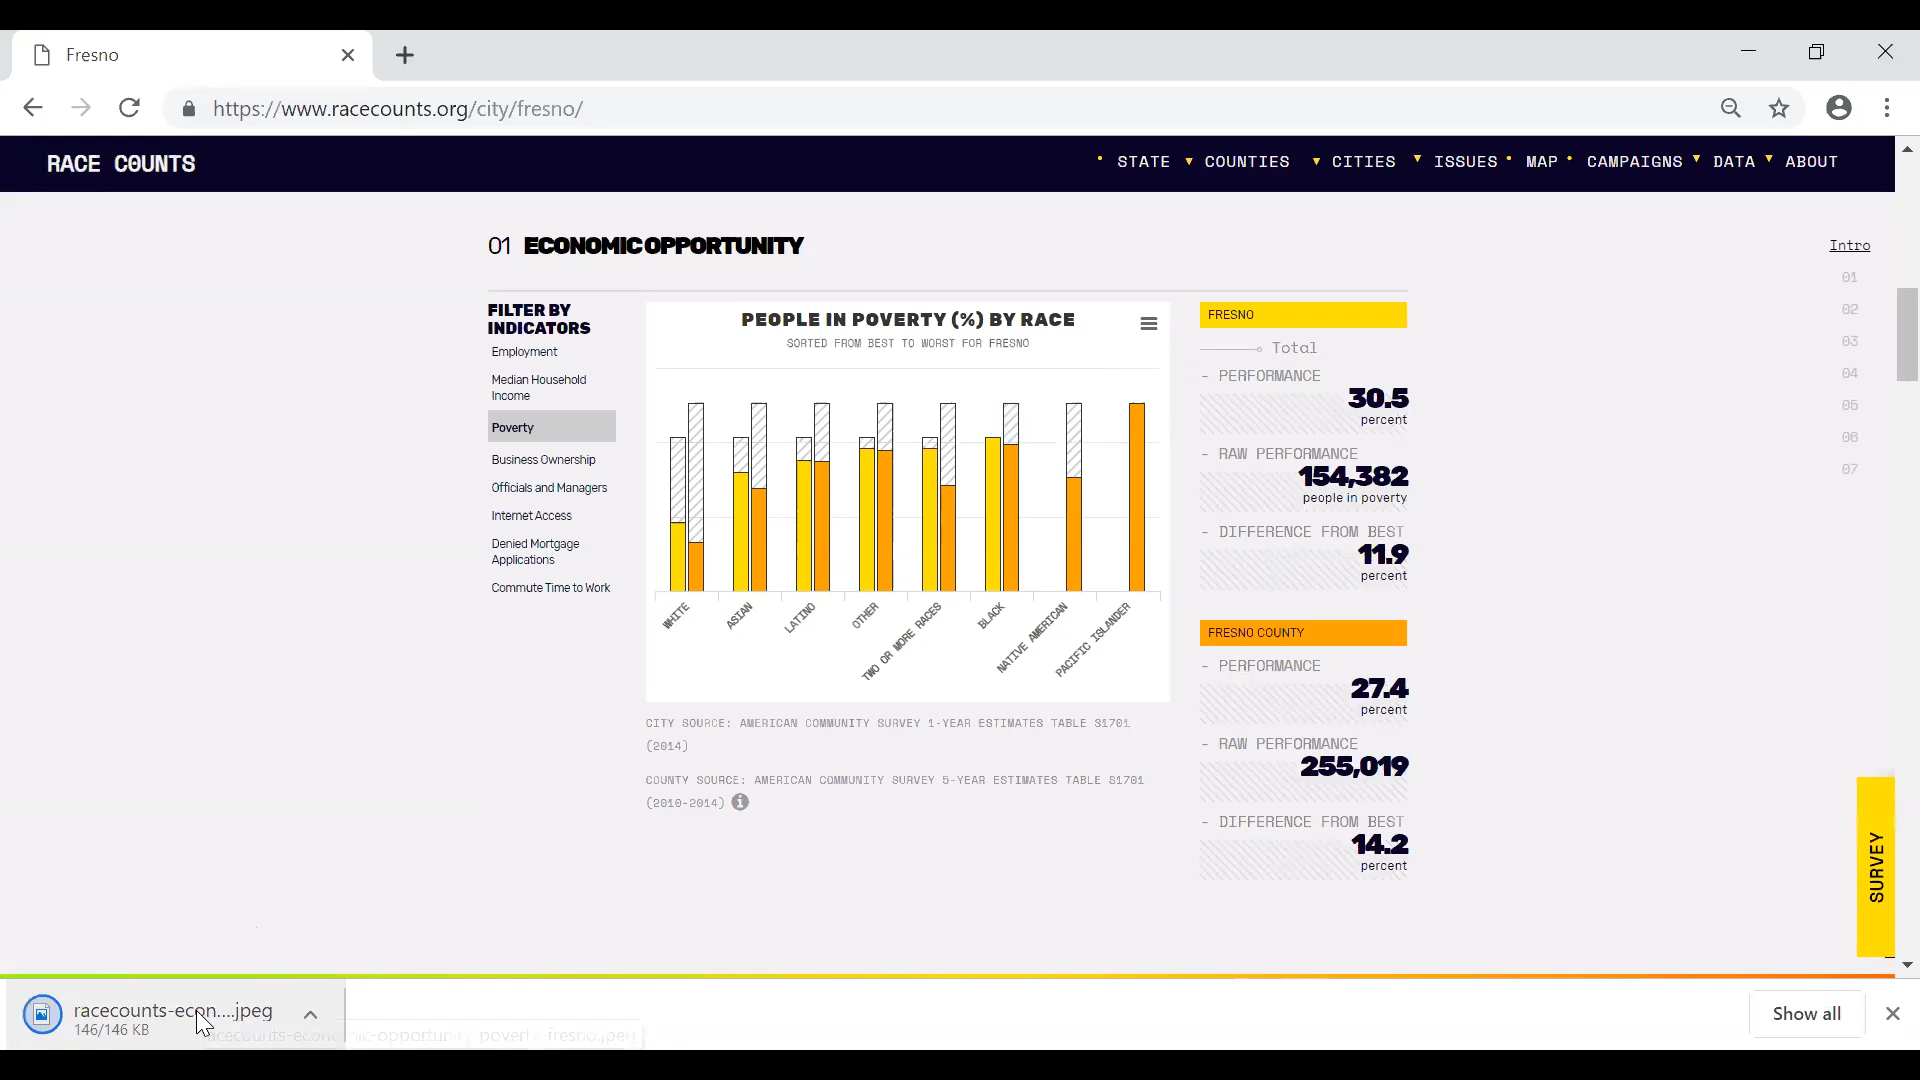 Fresno
https://www.racecounts.org/city/fresno/
RACE COUNTS
STATE COUNTIES CITIES ISSUES MAP CAMPAIGNS DATA ABOUT
01 ECONOMIC OPPORTUNITY
Intro
01
02
03
04
05
06
07
FILTER BY
INDICATORS
Employment
Median Household
Income
Poverty
Business Ownership
Officials and Managers
Internet Access
Denied Mortgage
Applications
Commute Time to Work
PEOPLE IN POVERTY (%) BY RACE
SORTED FROM BEST TO WORST FOR FRESNO
WHITE
ASIAN
LATINO
OTHER
TWO OR MORE RACES
BLACK
NATIVE AMERICAN
PACIFIC ISLANDER
CITY SOURCE: AMERICAN COMMUNITY SURVEY 1-YEAR ESTIMATES TABLE S1701
(2014)
COUNTY SOURCE: AMERICAN COMMUNITY SURVEY 5-YEAR ESTIMATES TABLE S1701
(2010-2014)
FRESNO
Total
- PERFORMANCE
30.5
percent
- RAW PERFORMANCE
154,382
people in poverty
- DIFFERENCE FROM BEST
11.9
percent
FRESNO COUNTY
- PERFORMANCE
27.4
percent
- RAW PERFORMANCE
255,019
- DIFFERENCE FROM BEST
14.2
percent
SURVEY
racecounts-econ....jpeg
146/146 KB
racecounts-economic-opportunity_poverty_fresno.jpeg
Show all